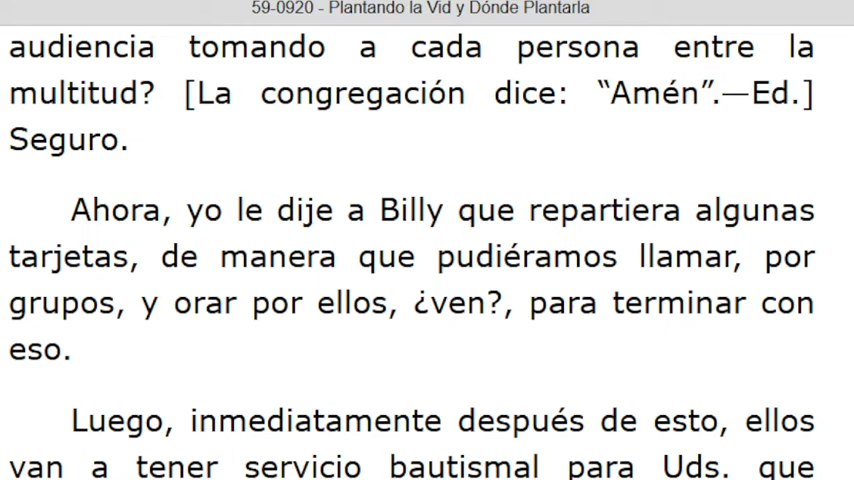 59-0920 - Plantando la Vid y Dónde Plantarla
audiencia tomando a cada persona entre la
multitud? [La congregación dice: “Amén”.—Ed.]
Seguro.
Ahora, yo le dije a Billy que repartiera algunas
tarjetas, de manera que pudiéramos llamar, por
grupos, y orar por ellos, ¿ven?, para terminar con
eso.
Luego, inmediatamente después de esto, ellos
van a tener servicio bautismal para Uds. que